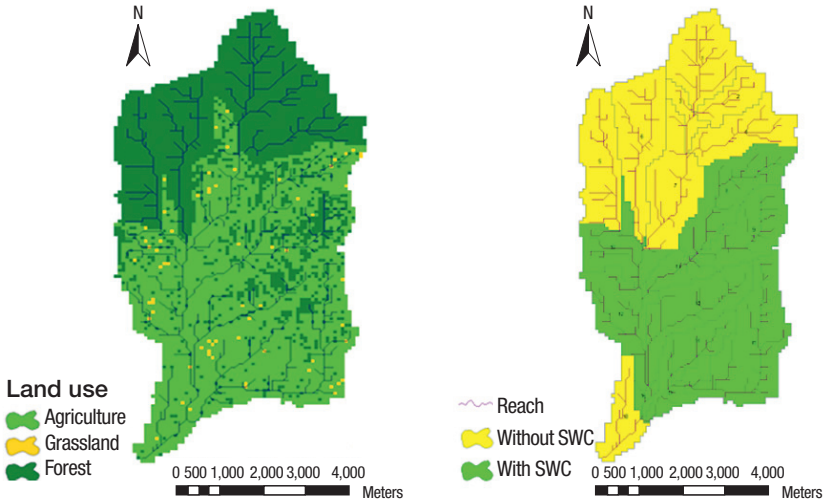 N
Land use
Agriculture
Grassland
Forest
0 500 1,000 2,000 3,000 4,000
Meters
N
Reach
Without SWC
With SWC
0 500 1,000 2,000 3,000 4,000
Meters